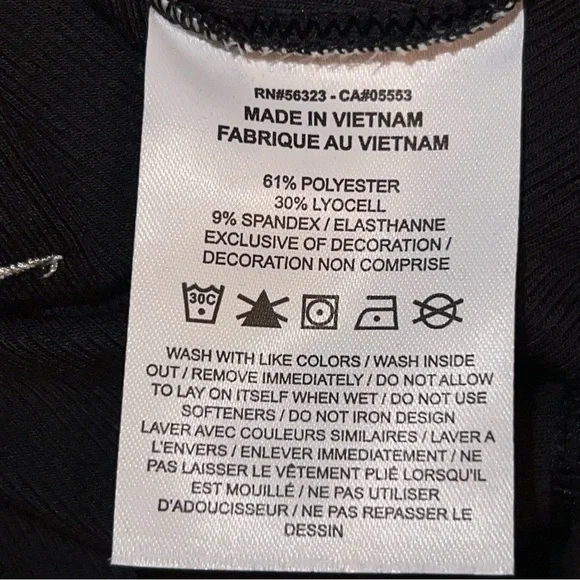 RN#56323 - CA#05553
MADE IN VIETNAM
FABRIQUE AU VIETNAM
61% POLYESTER
30% LYOCELL
9% SPANDEX / ELASTHANNE
EXCLUSIVE OF DECORATION /
DECORATION NON COMPRISE
30C
WASH WITH LIKE COLORS / WASH INSIDE
OUT / REMOVE IMMEDIATELY / DO NOT ALLOW
TO LAY ON ITSELF WHEN WET / DO NOT USE
SOFTENERS / DO NOT IRON DESIGN
LAVER AVEC COULEURS SIMILAIRES / LAVER A
L'ENVERS / ENLEVER IMMEDIATEMENT / NE
PAS LAISSER LE VÊTEMENT PLIÉ LORSQU'IL
EST MOUILLÉ / NE PAS UTILISER
D'ADOUCISSEUR / NE PAS REPASSER LE
DESSIN